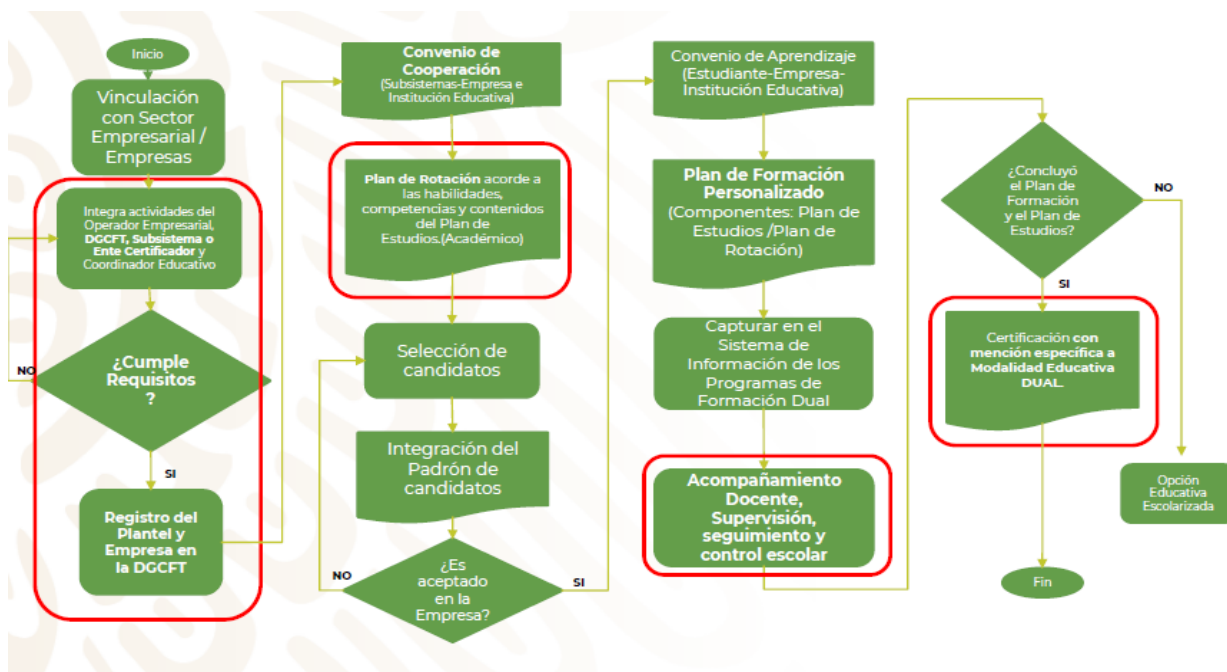 Inicio
Vinculación
con Sector
Empresarial /
Empresas
Integra actividades del
Operador Empresarial,
DGCFT, Subsistema o
Ente Certificador y
Coordinador Educativo
¿Cumple
Requisitos
?
NO
SI
Registro del
Plantel y
Empresa en
la DGCFT
Convenio de
Cooperación
(Subsistemas-Empresa e
Institución Educativa)
Plan de Rotación acorde a
las habilidades,
competencias y contenidos
del Plan de
Estudios.(Académico)
Selección de
candidatos
Integración del
Padrón de
candidatos
¿Es
aceptado
en la
Empresa?
NO
SI
Convenio de Aprendizaje
(Estudiante-Empresa-
Institución Educativa)
Plan de Formación
Personalizado
(Componentes: Plan de
Estudios /Plan de
Rotación)
Capturar en el
Sistema de
Información de los
Programas de
Formación Dual
Acompañamiento
Docente,
Supervisión,
seguimiento y
control escolar
¿Concluyó
el Plan de
Formación
y el Plan de
Estudios?
NO
SI
Certificación con
mención específica a
Modalidad Educativa
DUAL.
Opción
Educativa
Escolarizada
Fin